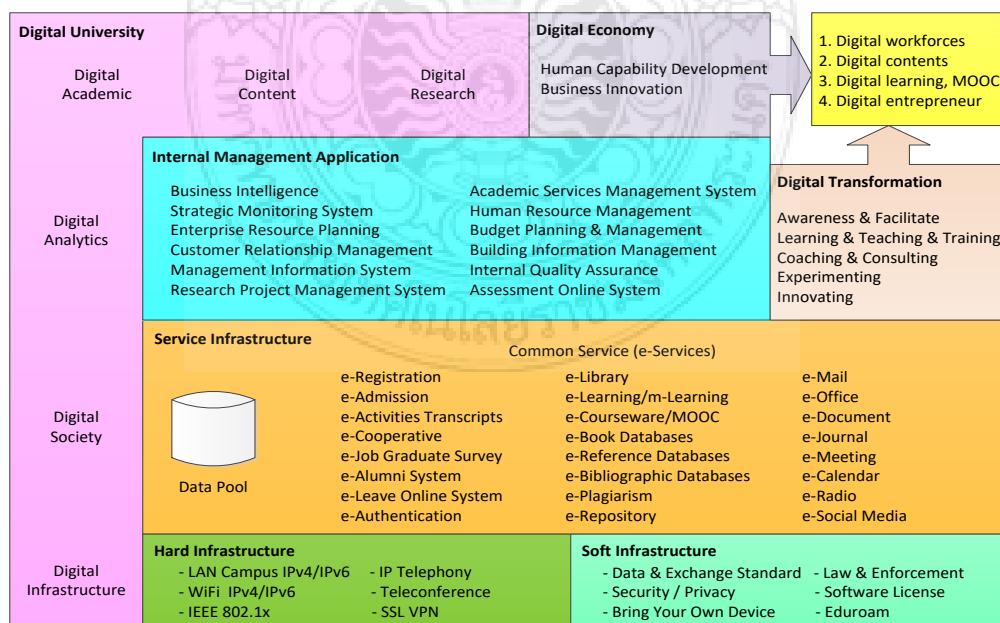 Digital University
Digital Academic
Digital Content
Digital Research
Digital Economy
Human Capability Development
Business Innovation
1. Digital workforces
2. Digital contents
3. Digital learning, MOOC
4. Digital entrepreneur
Digital Analytics
Internal Management Application
Business Intelligence
Strategic Monitoring System
Enterprise Resource Planning
Customer Relationship Management
Management Information System
Research Project Management System
Academic Services Management System
Human Resource Management
Budget Planning & Management
Building Information Management
Internal Quality Assurance
Assessment Online System
Digital Transformation
Awareness & Facilitate
Learning & Teaching & Training
Coaching & Consulting
Experimenting
Innovating
Digital Society
Service Infrastructure
Common Service (e-Services)
Data Pool
e-Registration
e-Admission
e-Activities Transcripts
e-Cooperative
e-Job Graduate Survey
e-Alumni System
e-Leave Online System
e-Authentication
e-Library
e-Learning/m-Learning
e-Courseware/MOOC
e-Book Databases
e-Reference Databases
e-Bibliographic Databases
e-Plagiarism
e-Repository
e-Mail
e-Office
e-Document
e-Journal
e-Meeting
e-Calendar
e-Radio
e-Social Media
Digital Infrastructure
Hard Infrastructure
- LAN Campus IPv4/IPv6
- WiFi IPv4/IPv6
- IEEE 802.1x
- IP Telephony
- Teleconference
- SSL VPN
Soft Infrastructure
- Data & Exchange Standard
- Security / Privacy
- Bring Your Own Device
- Law & Enforcement
- Software License
- Eduroam